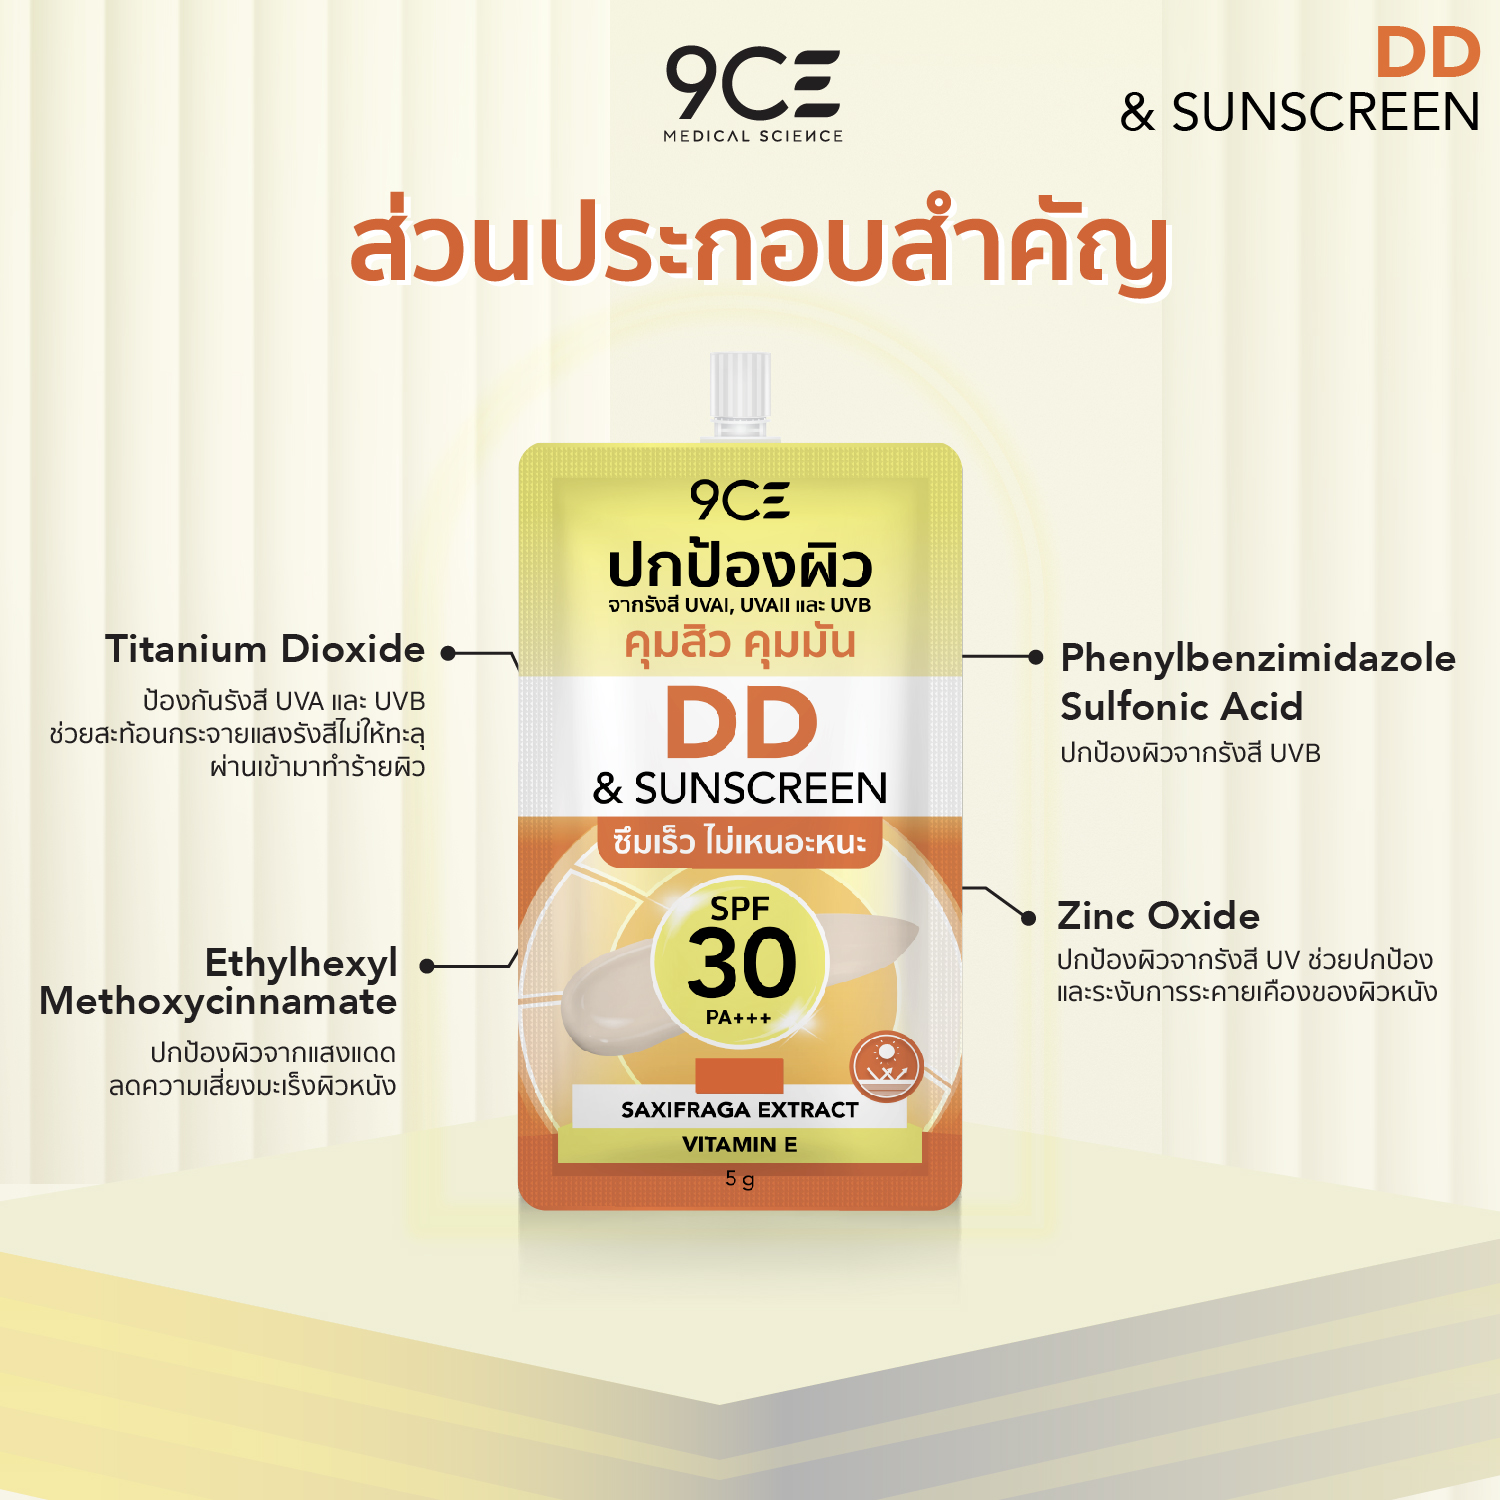 9CE
MEDICAL SCIENCE
DD
& SUNSCREEN
ส่วนประกอบสำคัญ
9CE
ปกป้องผิว
จากรังสี UVAI, UVAII และ UVB
คุมสิว คุมมัน
DD
& SUNSCREEN
ซึมเร็ว ไม่เหนอะหนะ
SPF
30
PA+++
SAXIFRAGA EXTRACT
VITAMIN E
5 g
Titanium Dioxide
ป้องกันรังสี UVA และ UVB
ช่วยสะท้อนกระจายแสงรังสีไม่ให้ทะลุ
ผ่านเข้ามาทำร้ายผิว
Ethylhexyl
Methoxycinnamate
ปกป้องผิวจากแสงแดด
ลดความเสี่ยงมะเร็งผิวหนัง
Phenylbenzimidazole
Sulfonic Acid
ปกป้องผิวจากรังสี UVB
Zinc Oxide
ปกป้องผิวจากรังสี UV ช่วยปกป้อง
และระงับการระคายเคืองของผิวหนัง